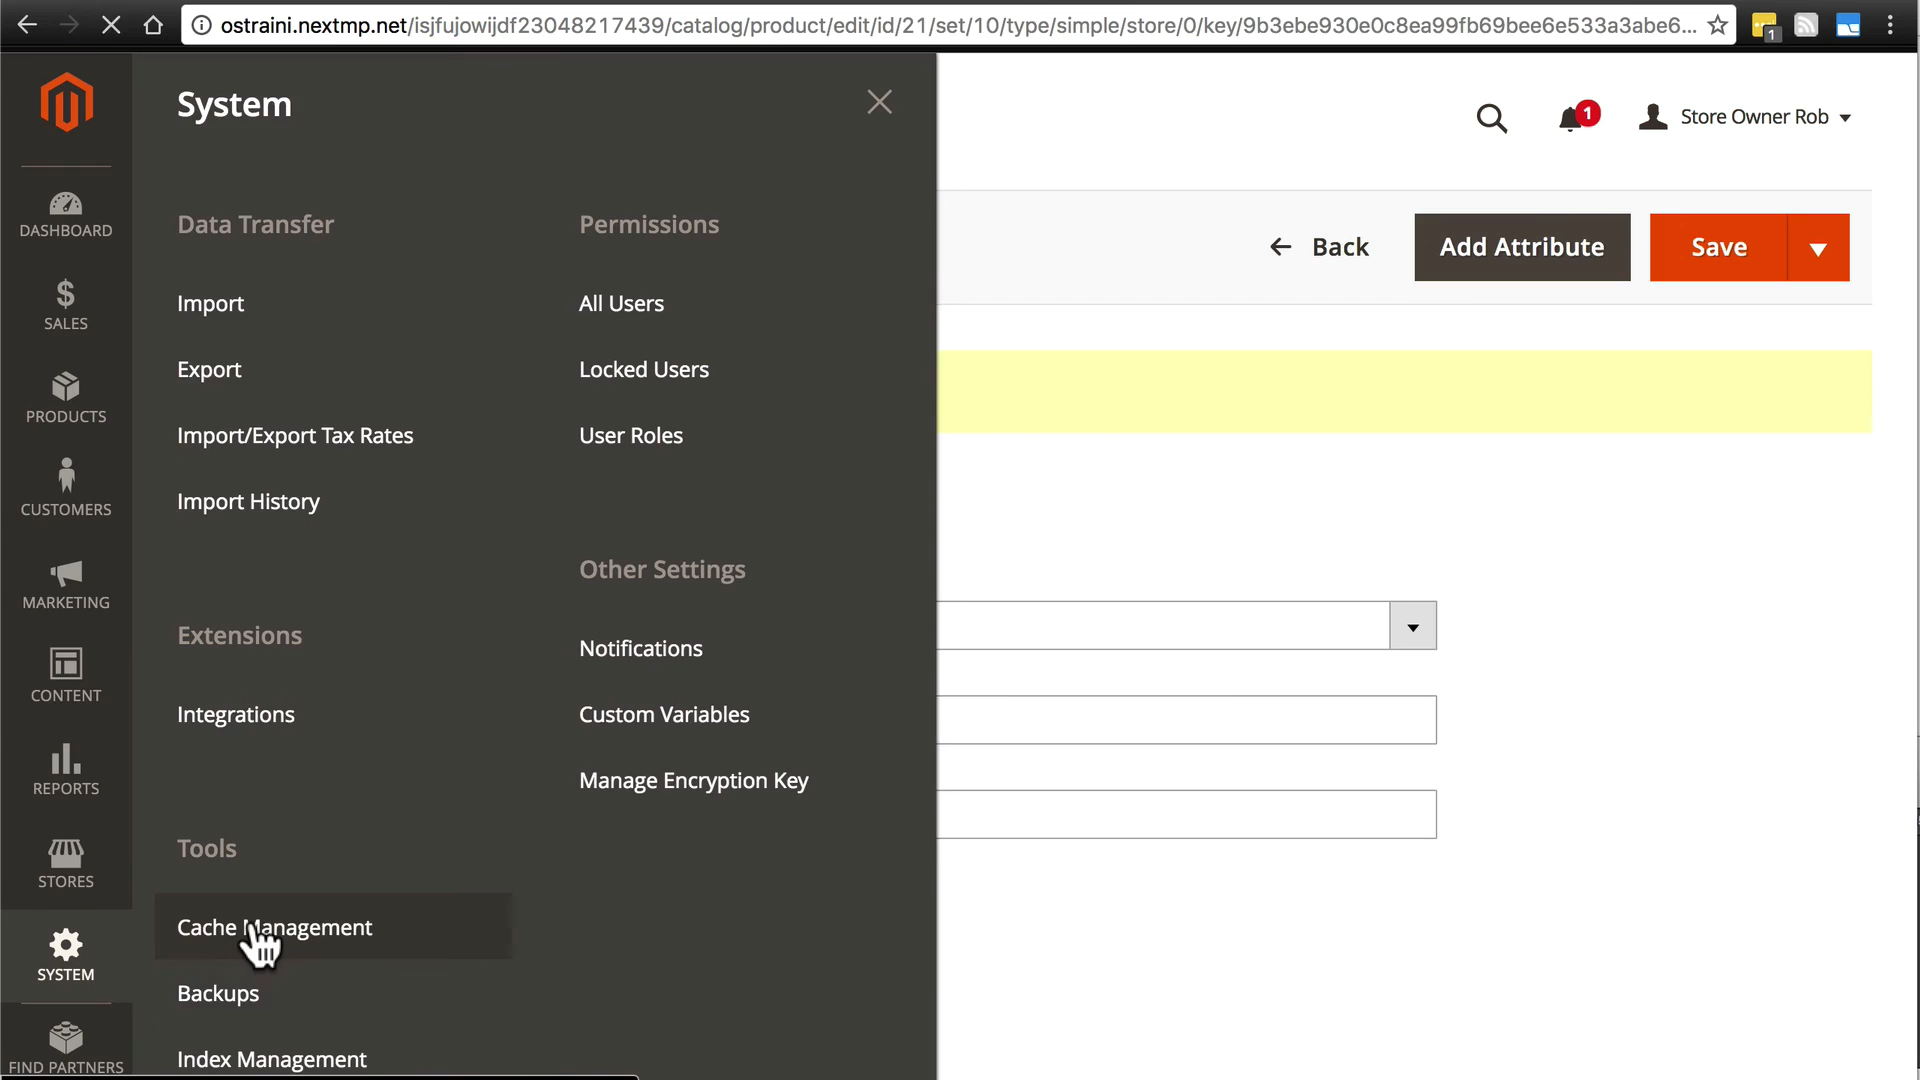 ostraini.nextmp.net/isjfujowijdf23048217439/catalog/product/edit/id/21/set/10/type/simple/store/0/key/9b3ebe930e0c8ea99fb69bee6e533a3abe6...
1
System
1
Store Owner Rob
Back
Add Attribute
Save
DASHBOARD
SALES
PRODUCTS
CUSTOMERS
MARKETING
CONTENT
REPORTS
STORES
SYSTEM
FIND PARTNERS
Data Transfer
Import
Export
Import/Export Tax Rates
Import History
Extensions
Integrations
Tools
Cache Management
Backups
Index Management
Permissions
All Users
Locked Users
User Roles
Other Settings
Notifications
Custom Variables
Manage Encryption Key